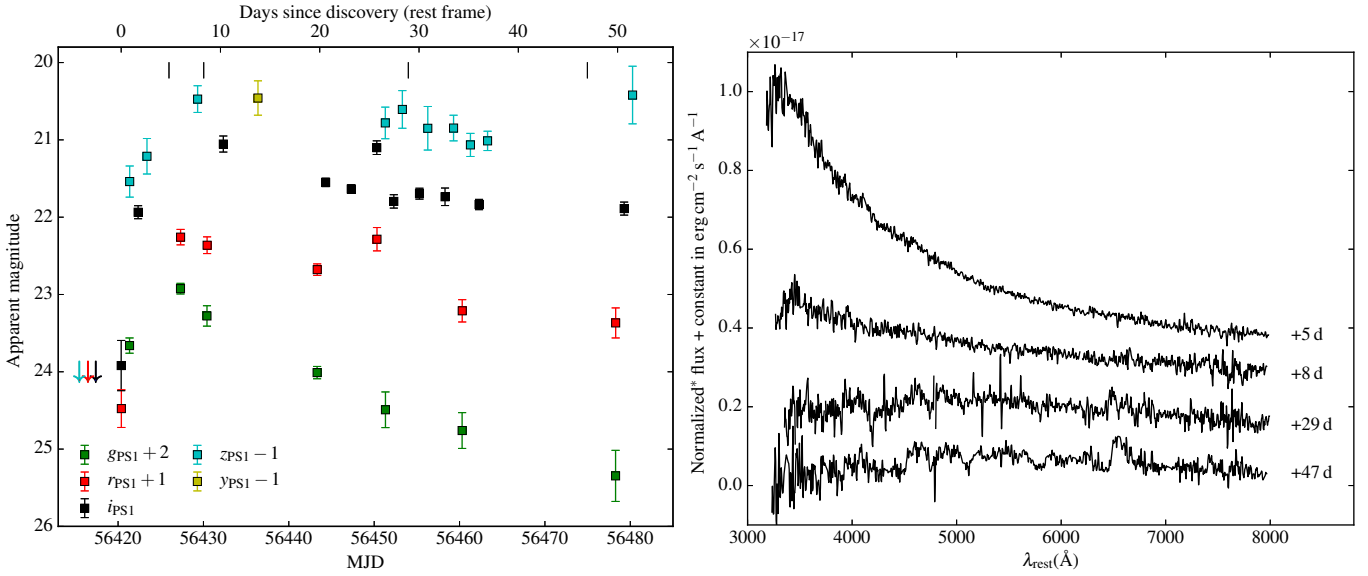 Days since discovery (rest frame)
0 10 20 30 40 50
20
21
22
23
24
25
26
Apparent magnitude
g_PS1 + 2
r_PS1 + 1
i_PS1
z_PS1 − 1
y_PS1 − 1
56420 56430 56440 56450 56460 56470 56480
MJD
×10⁻¹⁷
1.0
0.8
0.6
0.4
0.2
0.0
Normalized* flux + constant in erg cm⁻² s⁻¹ A⁻¹
+5 d
+8 d
+29 d
+47 d
3000 4000 5000 6000 7000 8000
λ_rest(Å)